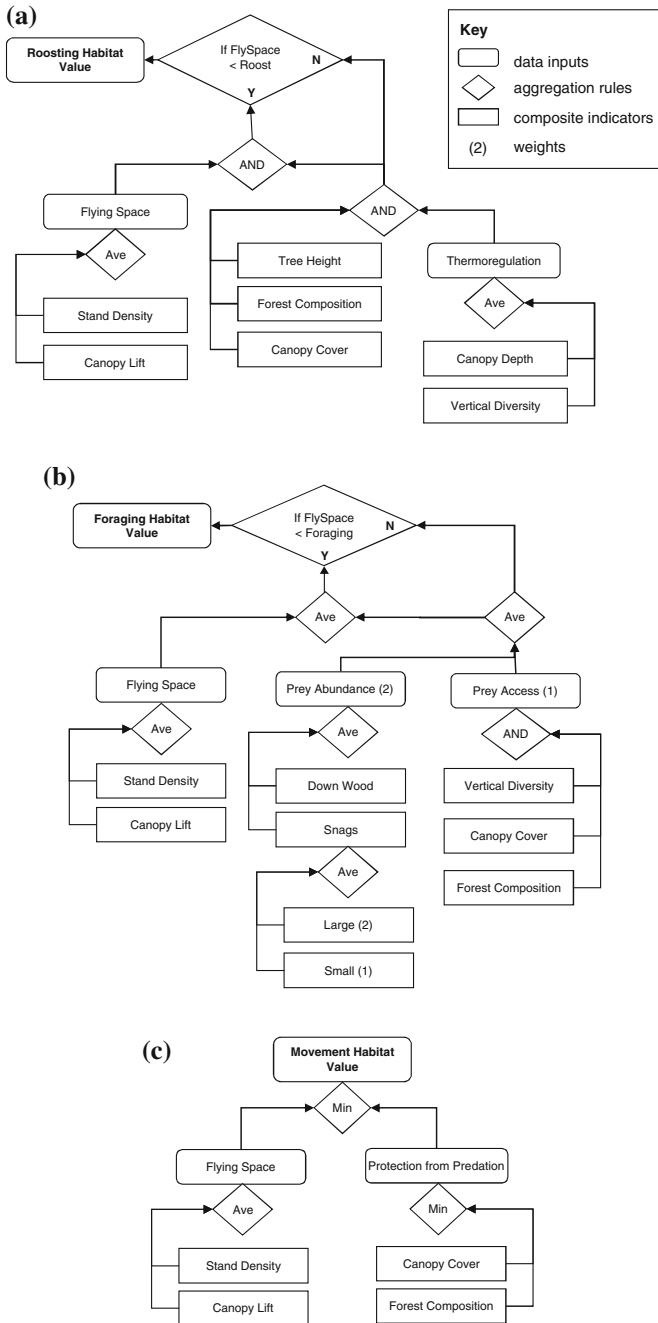 (a)
Roosting Habitat
Value
If FlySpace
< Roost
N
Y
Key
data inputs
aggregation rules
composite indicators
(2) weights
AND
AND
Flying Space
Ave
Stand Density
Canopy Lift
Tree Height
Forest Composition
Canopy Cover
Thermoregulation
Ave
Canopy Depth
Vertical Diversity
(b)
Foraging Habitat
Value
If FlySpace
< Foraging
N
Y
Ave
Ave
Flying Space
Ave
Stand Density
Canopy Lift
Prey Abundance (2)
Ave
Down Wood
Snags
Ave
Large (2)
Small (1)
Prey Access (1)
AND
Vertical Diversity
Canopy Cover
Forest Composition
(c)
Movement Habitat
Value
Min
Flying Space
Ave
Stand Density
Canopy Lift
Protection from Predation
Min
Canopy Cover
Forest Composition